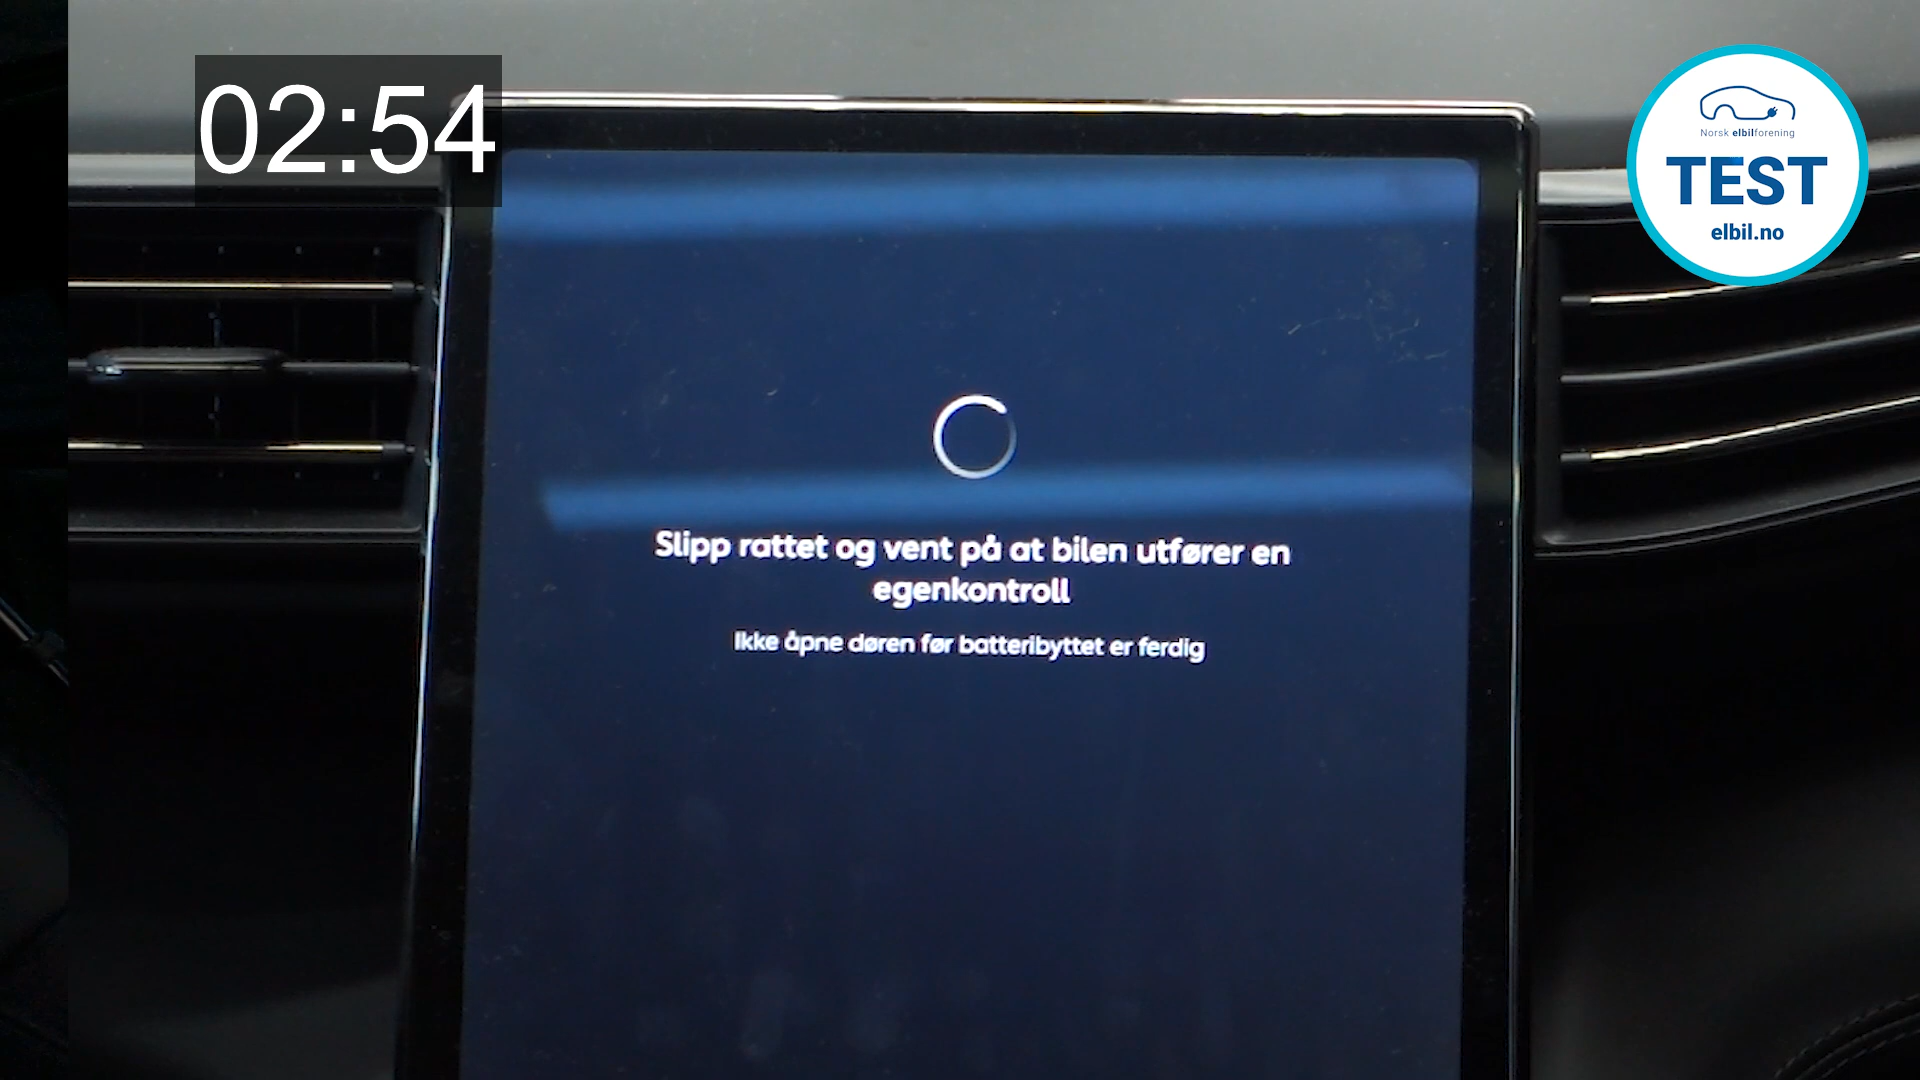 02:54
Norsk elbilforening
TEST
elbil.no
Slipp rattet og vent på at bilen utfører en
egenkontroll
Ikke åpne døren før batteribyttet er ferdig